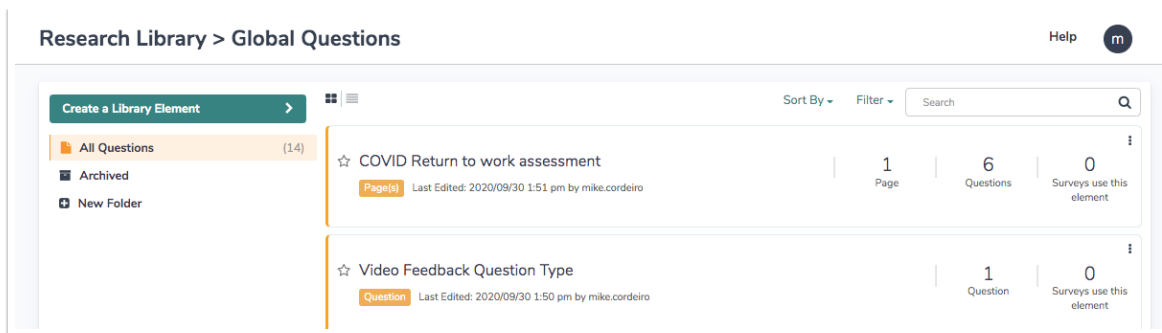 Research Library > Global Questions
Help
m
Create a Library Element
All Questions (14)
Archived
New Folder
Sort By
Filter
Search
COVID Return to work assessment
Page(s) Last Edited: 2020/09/30 1:51 pm by mike.cordeiro
1
Page
6
Questions
0
Surveys use this
element
Video Feedback Question Type
Question Last Edited: 2020/09/30 1:50 pm by mike.cordeiro
1
Question
0
Surveys use this
element